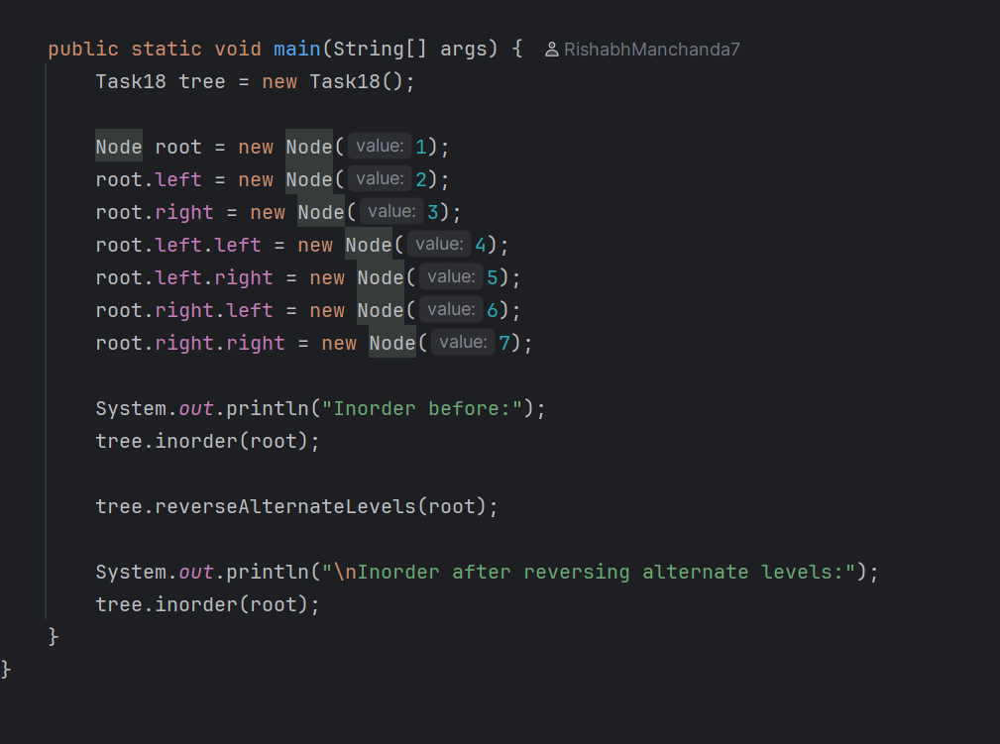 public static void main(String[] args) { RishabhManchanda7
Task18 tree = new Task18();
Node root = new Node( value: 1);
root.left = new Node( value: 2);
root.right = new Node( value: 3);
root.left.left = new Node( value: 4);
root.left.right = new Node( value: 5);
root.right.left = new Node( value: 6);
root.right.right = new Node( value: 7);
System.out.println("Inorder before:");
tree.inorder(root);
tree.reverseAlternateLevels(root);
System.out.println("\nInorder after reversing alternate levels:");
tree.inorder(root);
}
}